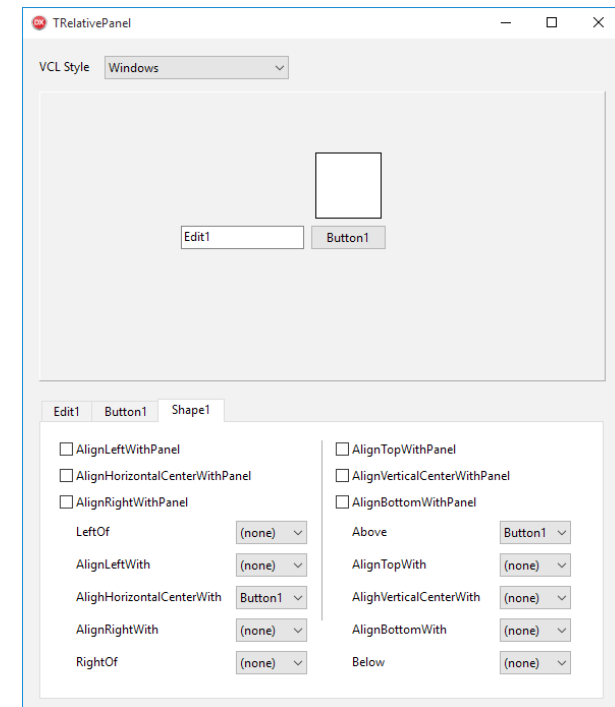 TRelativePanel
VCL Style Windows
Edit1 Button1
Edit1 Button1 Shape1
AlignLeftWithPanel AlignTopWithPanel
AlignHorizontalCenterWithPanel AlignVerticalCenterWithPanel
AlignRightWithPanel AlignBottomWithPanel
LeftOf (none) Above Button1
AlignLeftWith (none) AlignTopWith (none)
AlighHorizontalCenterWith Button1 AlighVerticalCenterWith (none)
AlignRightWith (none) AlignBottomWith (none)
RightOf (none) Below (none)